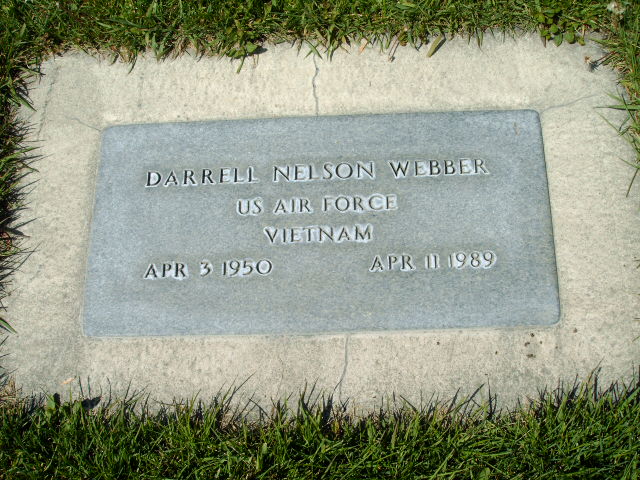 DARRELL NELSON WEBBER
US AIR FORCE
VIETNAM
APR 3 1950 APR 11 1989